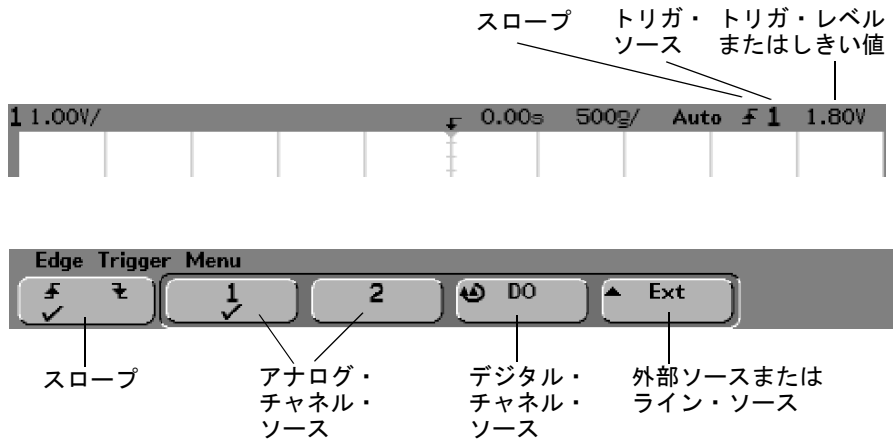 スロープ トリガ・ トリガ・レベル
ソース またはしきい値
1 1.00V/ 0.00s 500n/ Auto 1 1.80V
Edge Trigger Menu
1 2 D0 Ext
スロープ アナログ・ デジタル・ 外部ソースまたは
チャネル・ チャネル・ ライン・ソース
ソース ソース